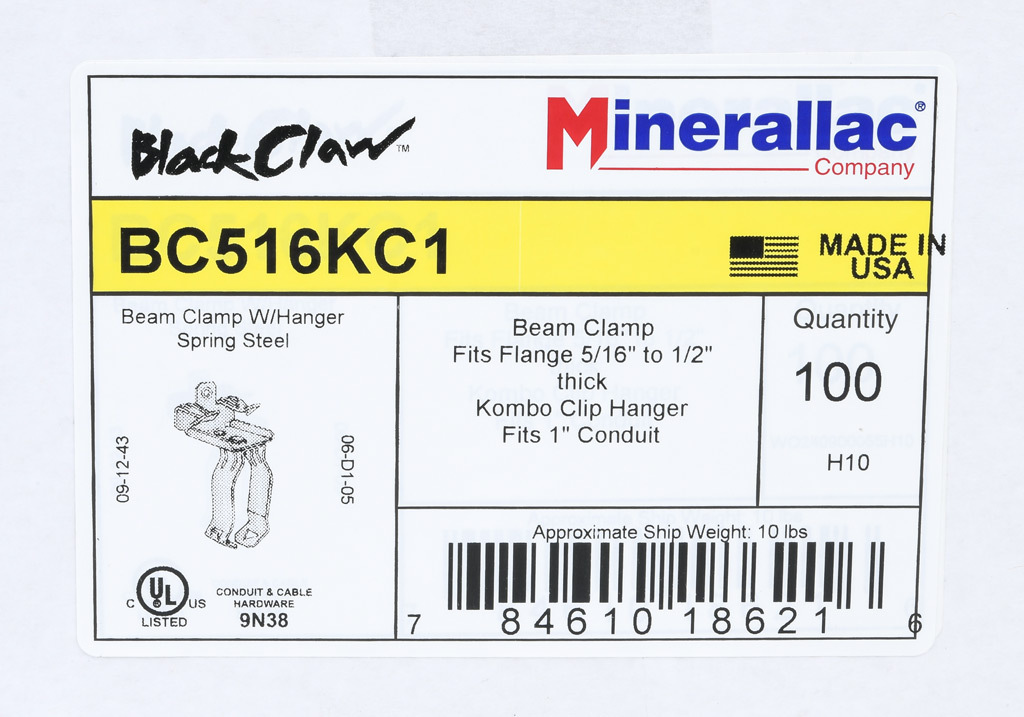 Black Claw™
Minerallac®
Company
BC516KC1
MADE IN
USA
Beam Clamp W/Hanger
Spring Steel
09-12-43
06-D1-05
C UL US
LISTED
CONDUIT & CABLE
HARDWARE
9N38
Beam Clamp
Fits Flange 5/16" to 1/2"
thick
Kombo Clip Hanger
Fits 1" Conduit
Quantity
100
H10
Approximate Ship Weight: 10 lbs
7 84610 18621 6